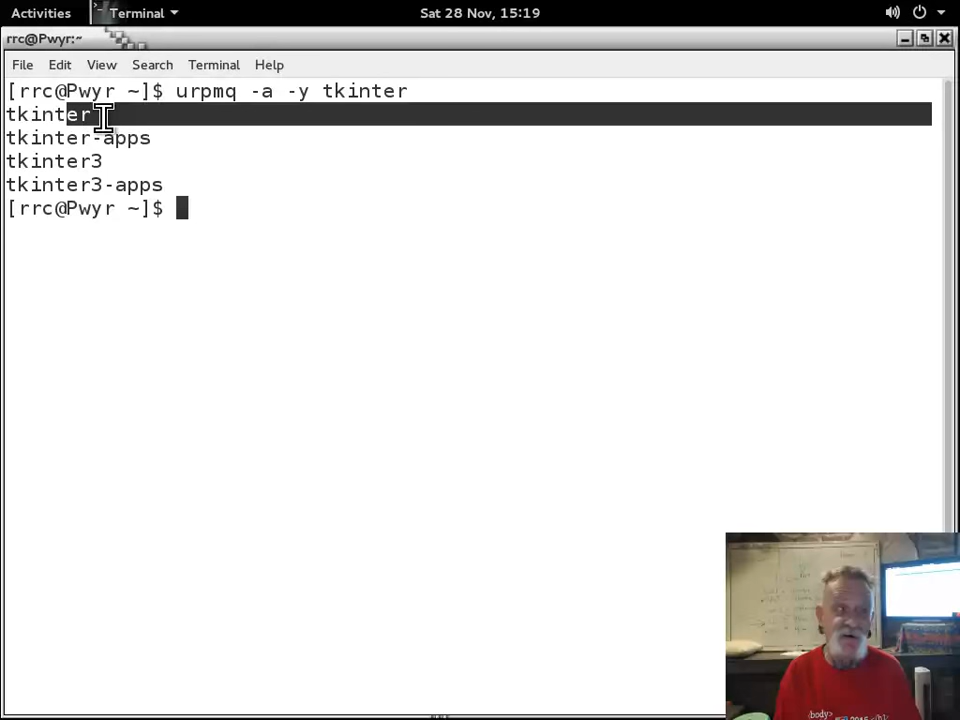 Activities Terminal Sat 28 Nov, 15:19
rrc@Pwyr:~
File Edit View Search Terminal Help
[rrc@Pwyr ~]$ urpmq -a -y tkinter
tkinter
tkinter-apps
tkinter3
tkinter3-apps
[rrc@Pwyr ~]$
<body>